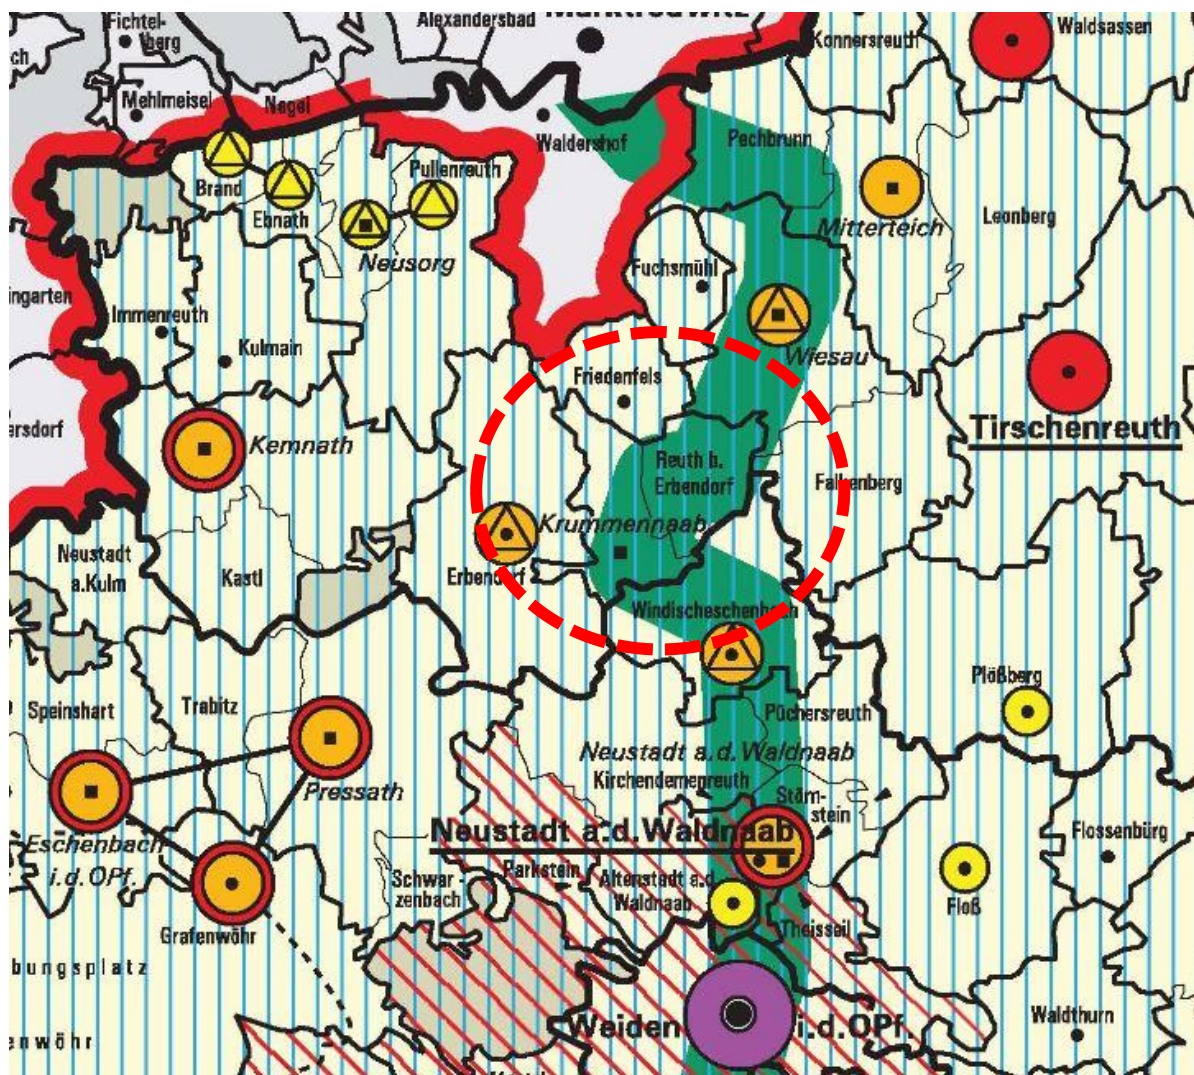 Fichtel-
berg
Alexandersbad
Marktredwitz
Konnersreuth
Waldsassen
ch
Mehlmeisel
Nagel
Waldershof
Pechbrunn
Brand
Ebnath
Pullenreuth
Neusorg
Mitterteich
Leonberg
Fuchsmühl
ingarten
Immenreuth
Kulmain
Wiesau
Friedenfels
ersdorf
Kemnath
Tirschenreuth
Reuth b.
Erbendorf
Falkenberg
Krummennaab
Neustadt
a.Kulm
Kastl
Erbendorf
Windischeschenbach
Plößberg
Speinshart
Trabitz
Püchersreuth
Neustadt a.d. Waldnaab
Kirchendemenreuth
Pressath
Störn-
stein
Eschenbach
i.d.OPf.
Neustadt a.d.Waldnaab
Flossenbürg
Parkstein
Schwar-
zenbach
Altenstadt a.d.
Waldnaab
Floß
Grafenwöhr
Theisseil
bungsplatz
Weiden i.d.OPf.
Waldthurn
enwöhr